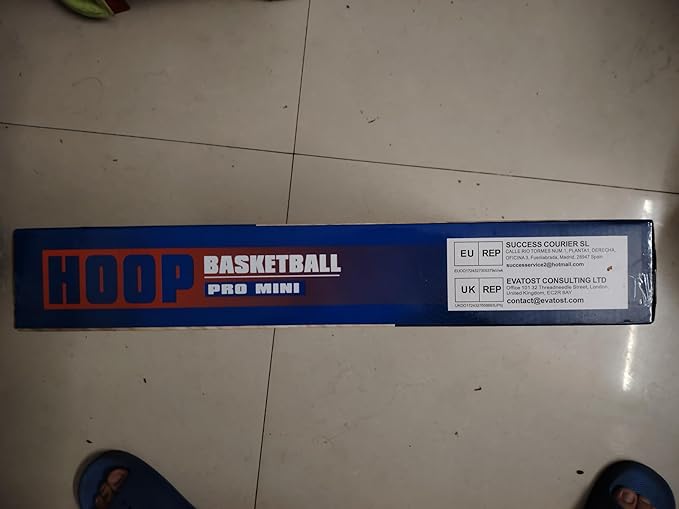 HOOP
BASKETBALL
PRO MINI
EU REP
SUCCESS COURIER SL
CALLE RIO TORMES NUM.1, PLANTA1, DERECHA,
OFICINA 3, Fuenlabrada, Madrid, 28947 Spain
successservice2@hotmail.com
UK REP
EVATOST CONSULTING LTD
Office 101 32 Threadneedle Street, London,
United Kingdom, EC2R 8AY
contact@evatost.com